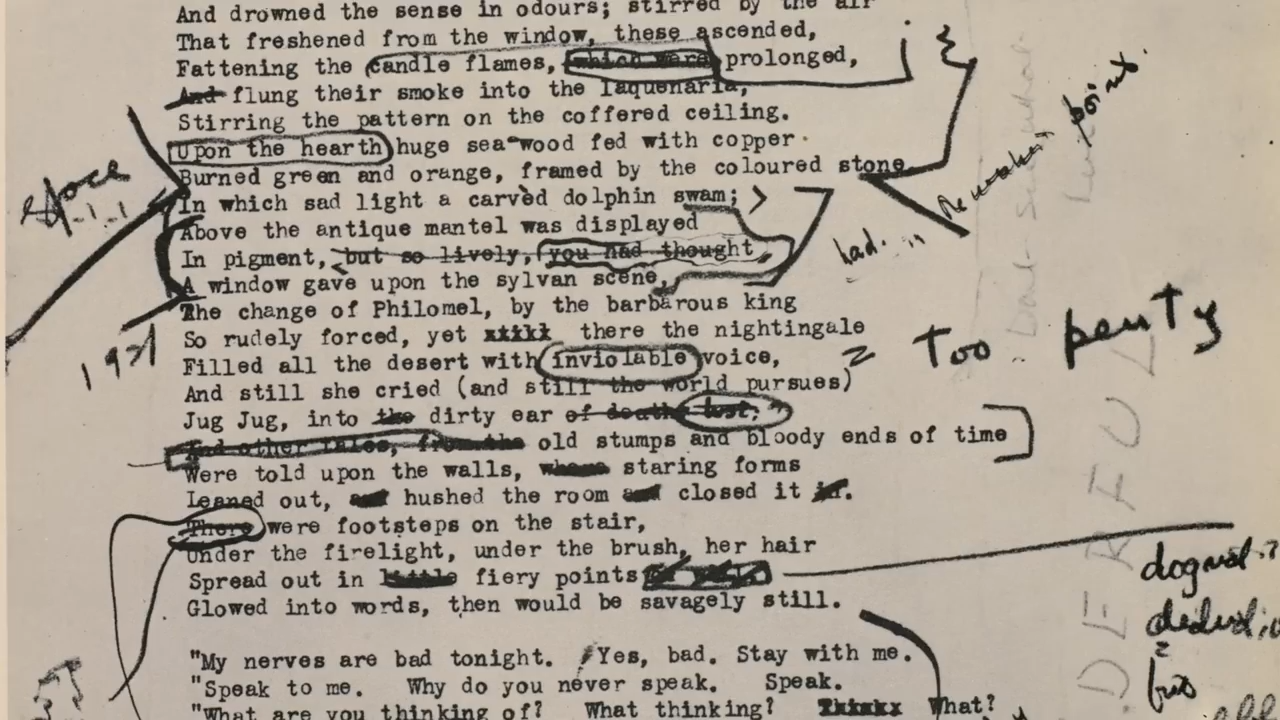 And drowned the sense in odours; stirred by the air
That freshened from the window, these ascended,
Fattening the candle flames, which were prolonged,
And flung their smoke into the laquenaria,
Stirring the pattern on the coffered ceiling.
Upon the hearth huge sea-wood fed with copper
Burned green and orange, framed by the coloured stone
In which sad light a carved dolphin swam;
Above the antique mantel was displayed
In pigment, but so lively, you had thought
A window gave upon the sylvan scene,
The change of Philomel, by the barbarous king
So rudely forced, yet there the nightingale
Filled all the desert with inviolable voice,
too penty
And still she cried (and still the world pursues)
1921
Jug Jug, into the dirty ear of death; lust;
And other tales, from the old stumps and bloody ends of time
Were told upon the walls, where staring forms
Leaned out, and hushed the room and closed it in.
There were footsteps on the stair,
Under the firelight, under the brush, her hair
Spread out in little fiery points
Glowed into words, then would be savagely still.
"My nerves are bad tonight. Yes, bad. Stay with me.
"Speak to me. Why do you never speak. Speak.
"What are you thinking of? What thinking? What?